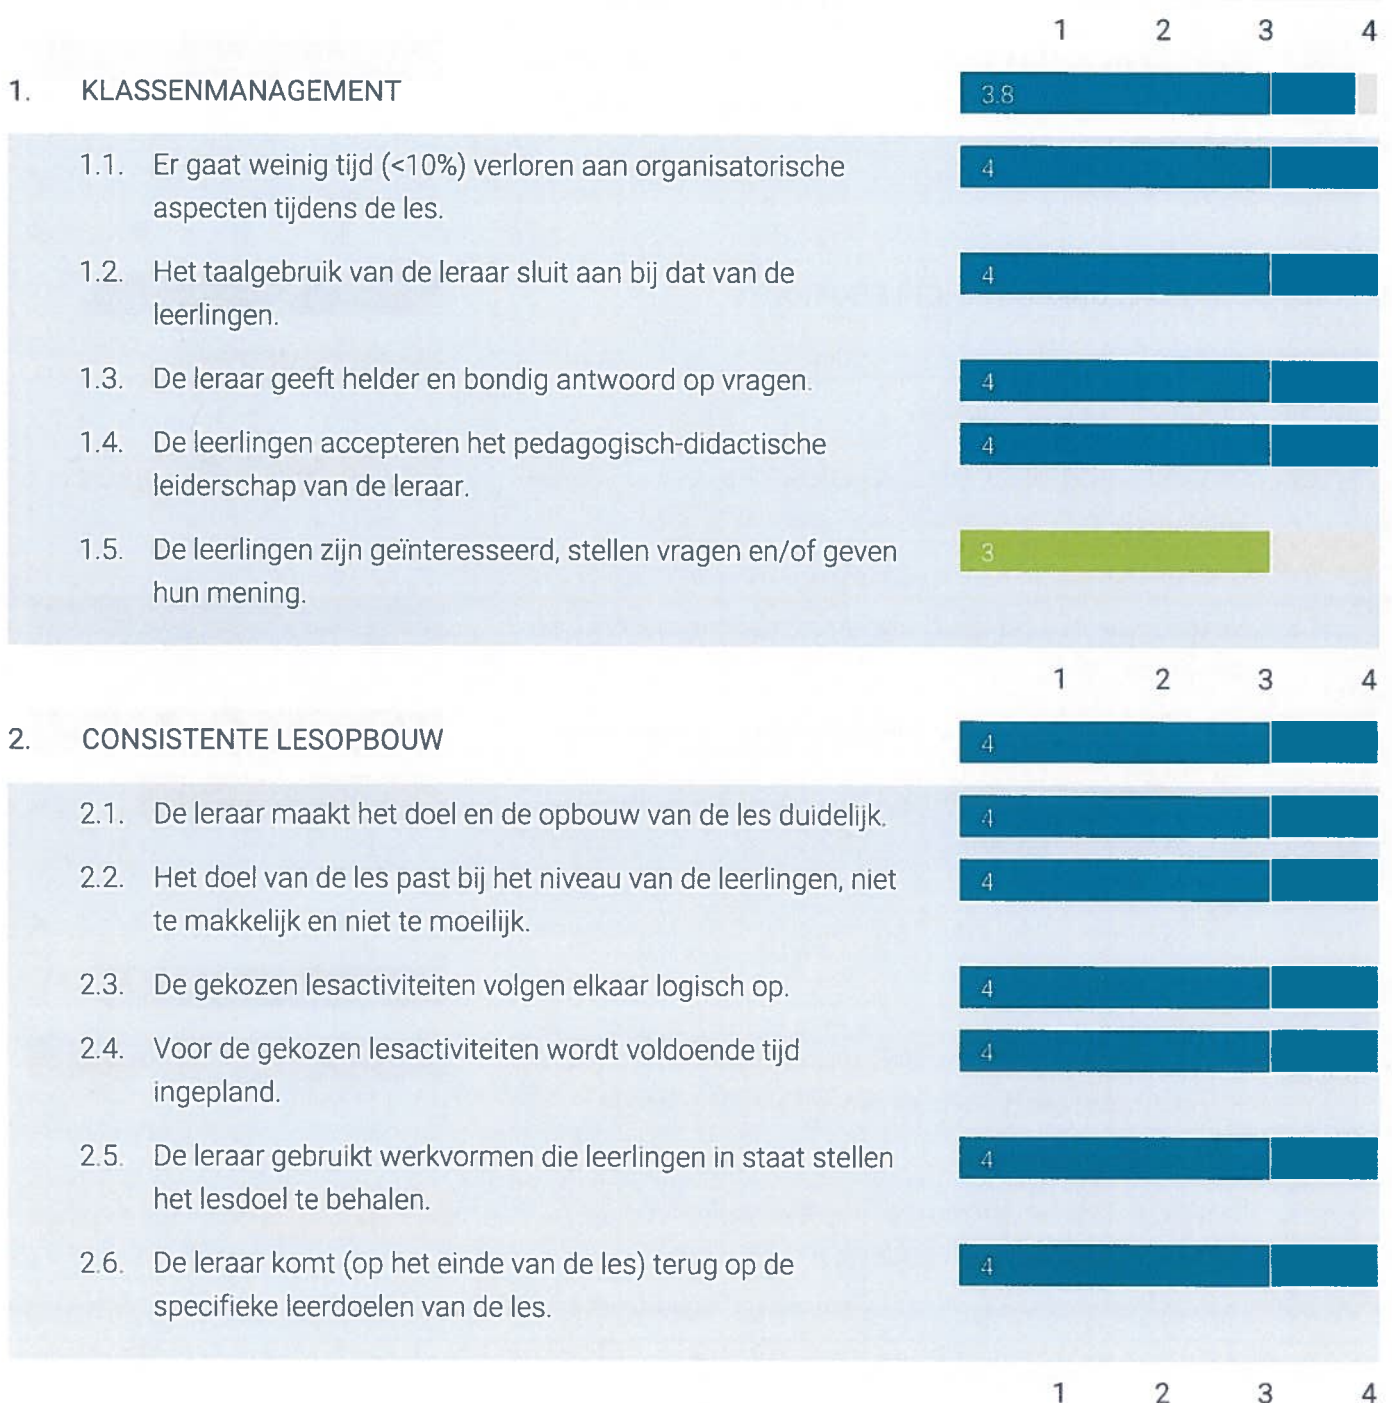 1 2 3 4
1. KLASSENMANAGEMENT 3.8
1.1. Er gaat weinig tijd (<10%) verloren aan organisatorische 4
aspecten tijdens de les.
1.2. Het taalgebruik van de leraar sluit aan bij dat van de 4
leerlingen.
1.3. De leraar geeft helder en bondig antwoord op vragen. 4
1.4. De leerlingen accepteren het pedagogisch-didactische 4
leiderschap van de leraar.
1.5. De leerlingen zijn geïnteresseerd, stellen vragen en/of geven 3
hun mening.
1 2 3 4
2. CONSISTENTE LESOPBOUW 4
2.1. De leraar maakt het doel en de opbouw van de les duidelijk. 4
2.2. Het doel van de les past bij het niveau van de leerlingen, niet 4
te makkelijk en niet te moeilijk.
2.3. De gekozen lesactiviteiten volgen elkaar logisch op. 4
2.4. Voor de gekozen lesactiviteiten wordt voldoende tijd 4
ingepland.
2.5. De leraar gebruikt werkvormen die leerlingen in staat stellen 4
het lesdoel te behalen.
2.6. De leraar komt (op het einde van de les) terug op de 4
specifieke leerdoelen van de les.
1 2 3 4